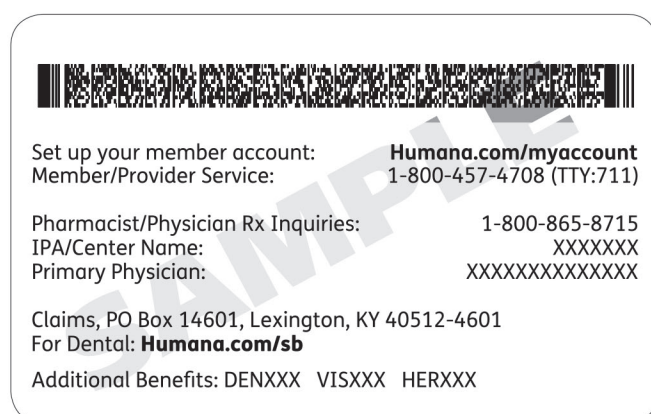 Set up your member account: Humana.com/myaccount
Member/Provider Service: 1-800-457-4708 (TTY:711)
Pharmacist/Physician Rx Inquiries: 1-800-865-8715
IPA/Center Name: XXXXXXX
Primary Physician: XXXXXXXXXXXXXX
Claims, PO Box 14601, Lexington, KY 40512-4601
For Dental: Humana.com/sb
Additional Benefits: DENXXX VISXXX HERXXX
SAMPLE